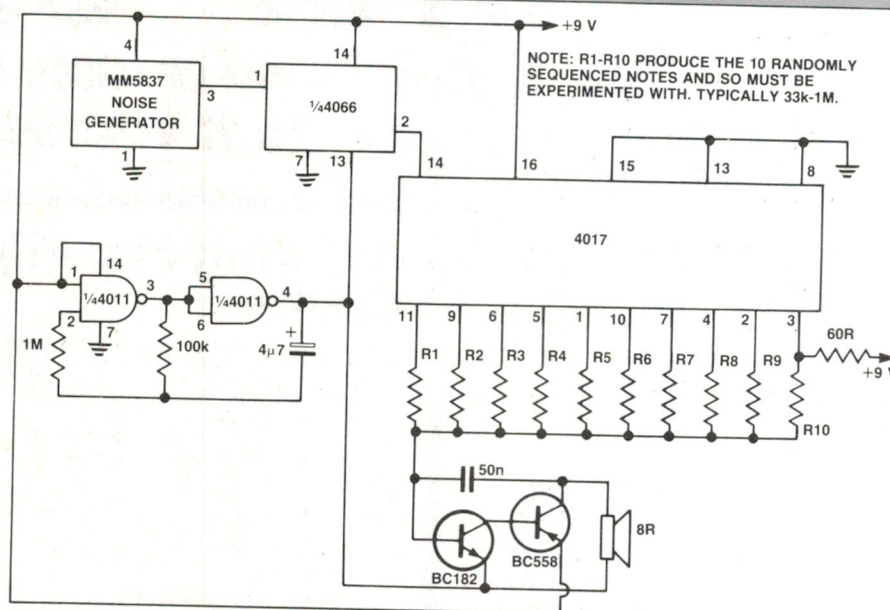 +9 V
NOTE: R1-R10 PRODUCE THE 10 RANDOMLY
SEQUENCED NOTES AND SO MUST BE
EXPERIMENTED WITH. TYPICALLY 33k-1M.
4
MM5837
NOISE
GENERATOR
3
1
1
14
¼4066
2
7
13
14
16
15
13
8
4017
1
14
¼4011
2
7
3
5
6
¼4011
4
1M
100k
+
4µ7
11
9
6
5
1
10
7
4
2
3
R1
R2
R3
R4
R5
R6
R7
R8
R9
R10
60R
+9 V
50n
BC182
BC558
8R